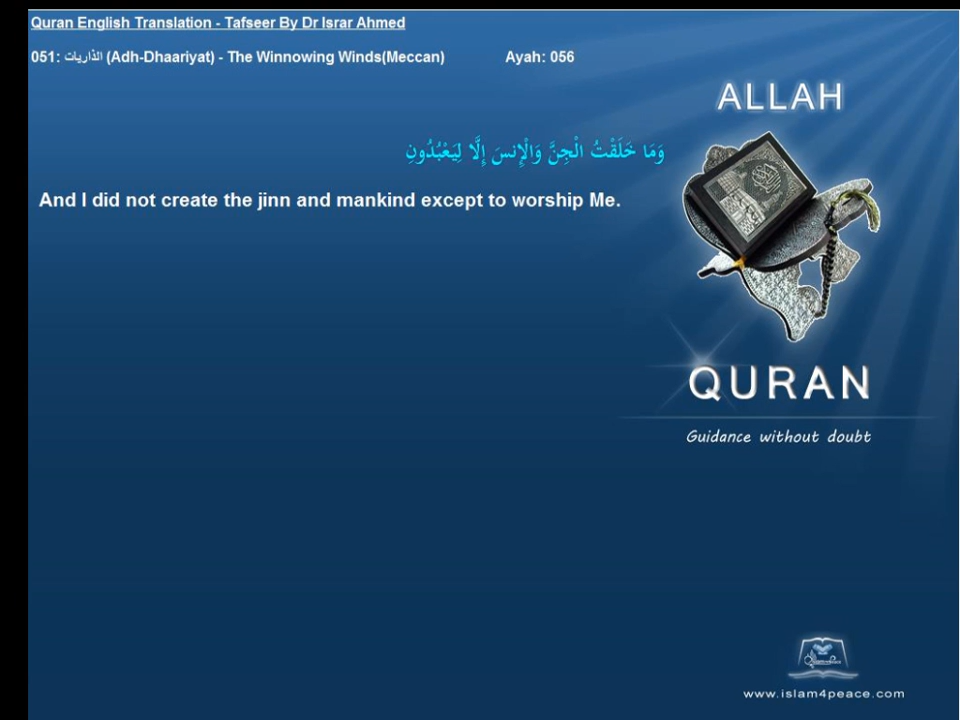 Quran English Translation - Tafseer By Dr Israr Ahmed
051: الذاريات (Adh-Dhaariyat) - The Winnowing Winds(Meccan) Ayah: 056
ALLAH
وَمَا خَلَقْتُ الْجِنَّ وَالْإِنسَ إِلَّا لِيَعْبُدُونِ
And I did not create the jinn and mankind except to worship Me.
QURAN
Guidance without doubt
www.islam4peace.com